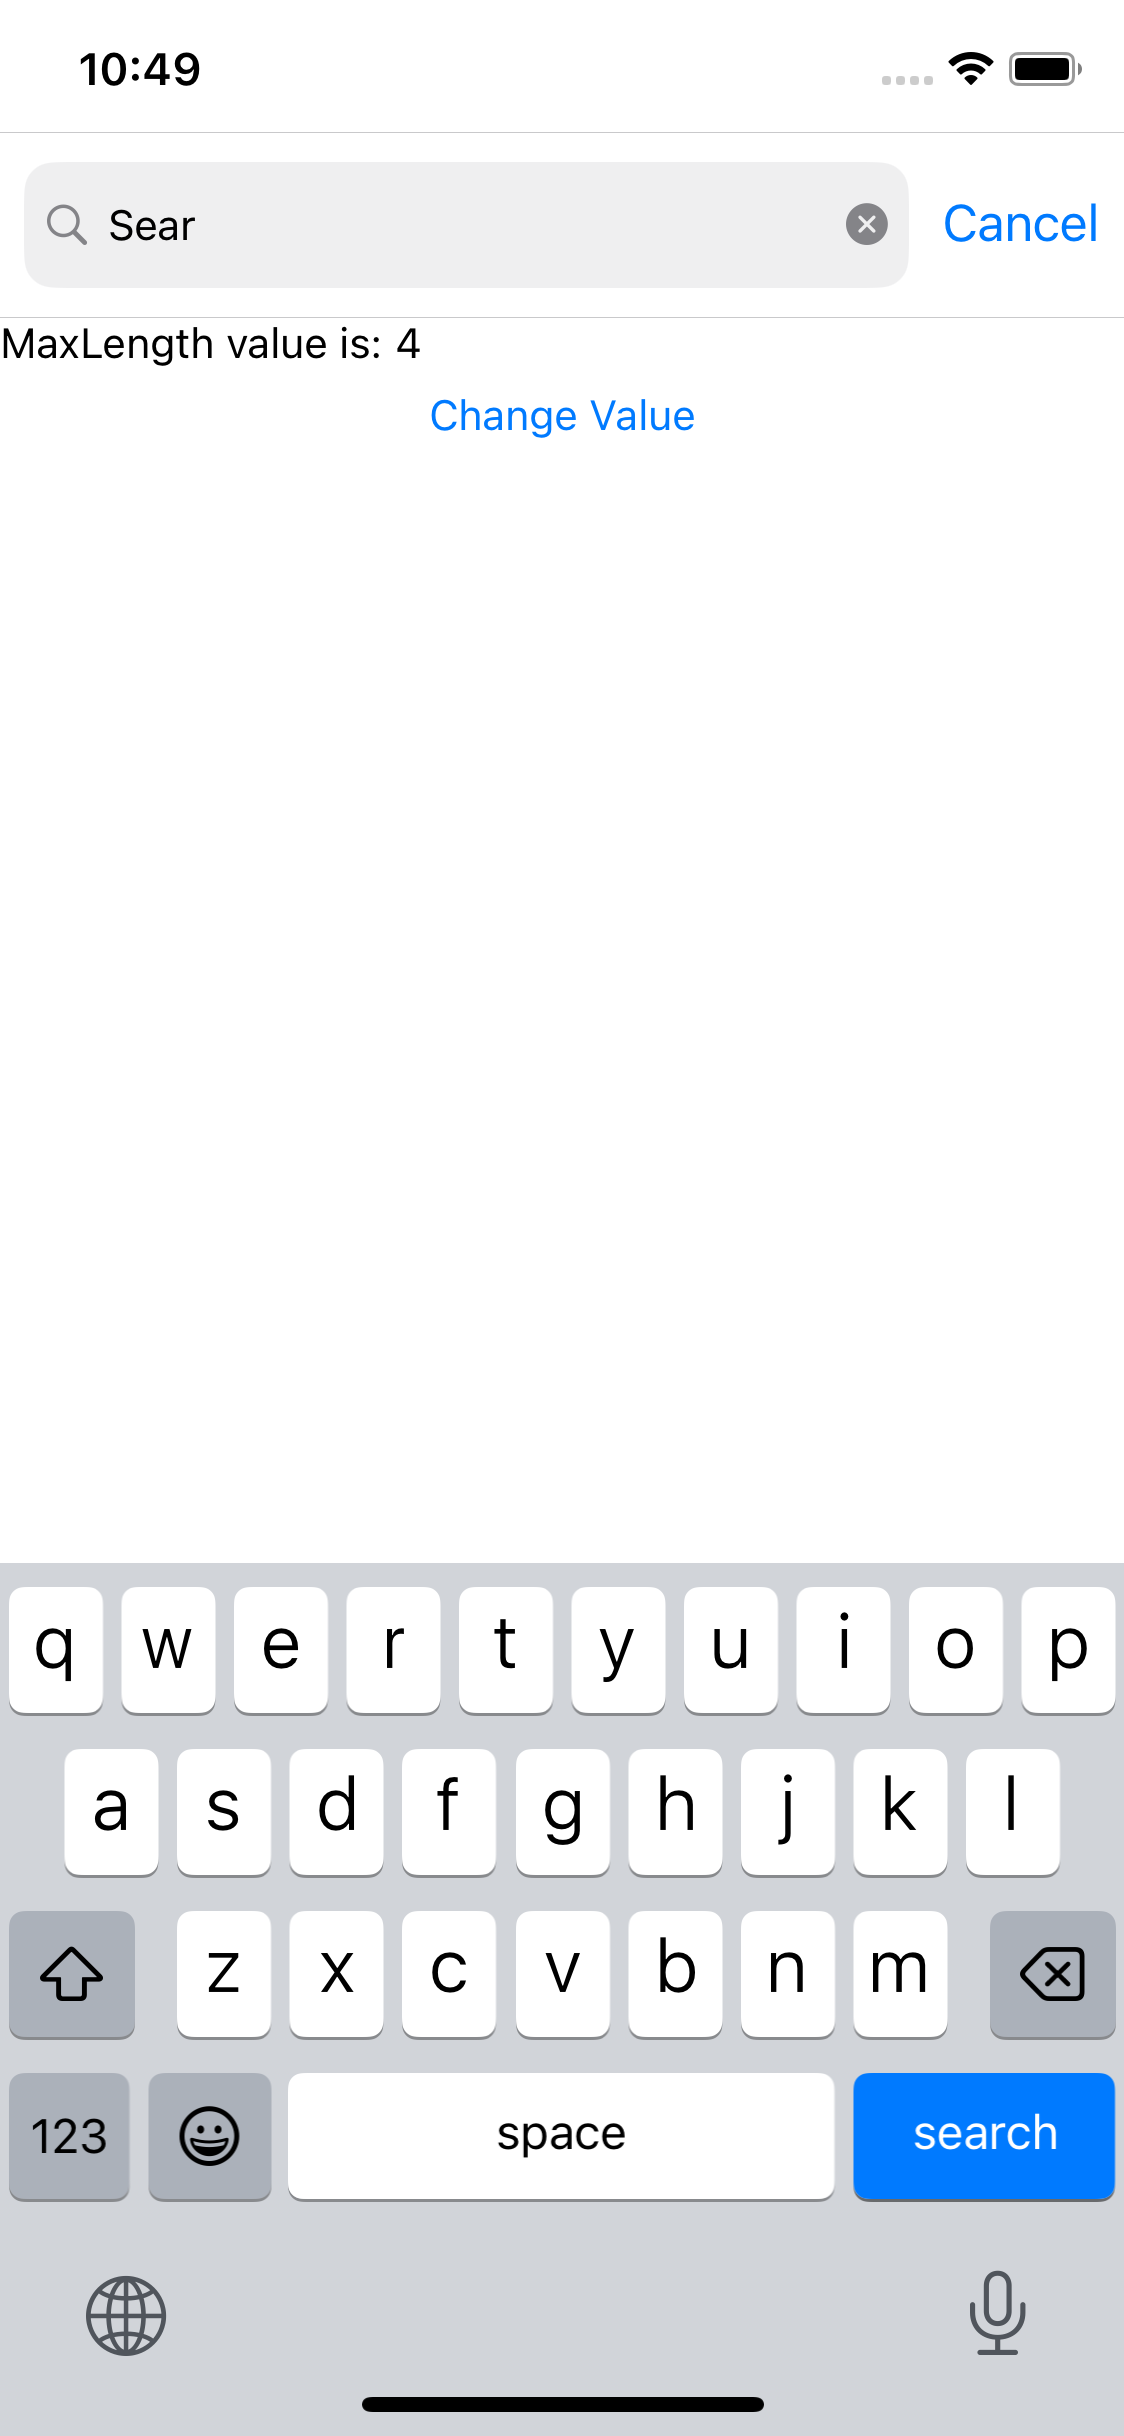 10:49
Sear
Cancel
MaxLength value is: 4
Change Value
q w e r t y u i o p
a s d f g h j k l
z x c v b n m
123 space search